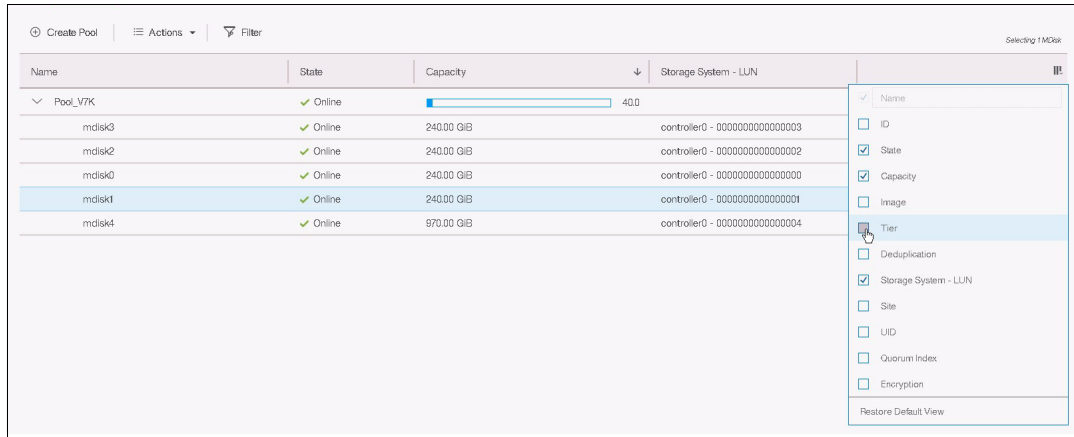 Create Pool Actions Filter
Selecting 1 MDisk
Name State Capacity Storage System - LUN
Pool_V7K Online 40.0
mdisk3 Online 240.00 GiB controller0 - 0000000000000003
mdisk2 Online 240.00 GiB controller0 - 0000000000000002
mdisk0 Online 240.00 GiB controller0 - 0000000000000000
mdisk1 Online 240.00 GiB controller0 - 0000000000000001
mdisk4 Online 970.00 GiB controller0 - 0000000000000004
Name
ID
State
Capacity
Image
Tier
Deduplication
Storage System - LUN
Site
UID
Quorum Index
Encryption
Restore Default View